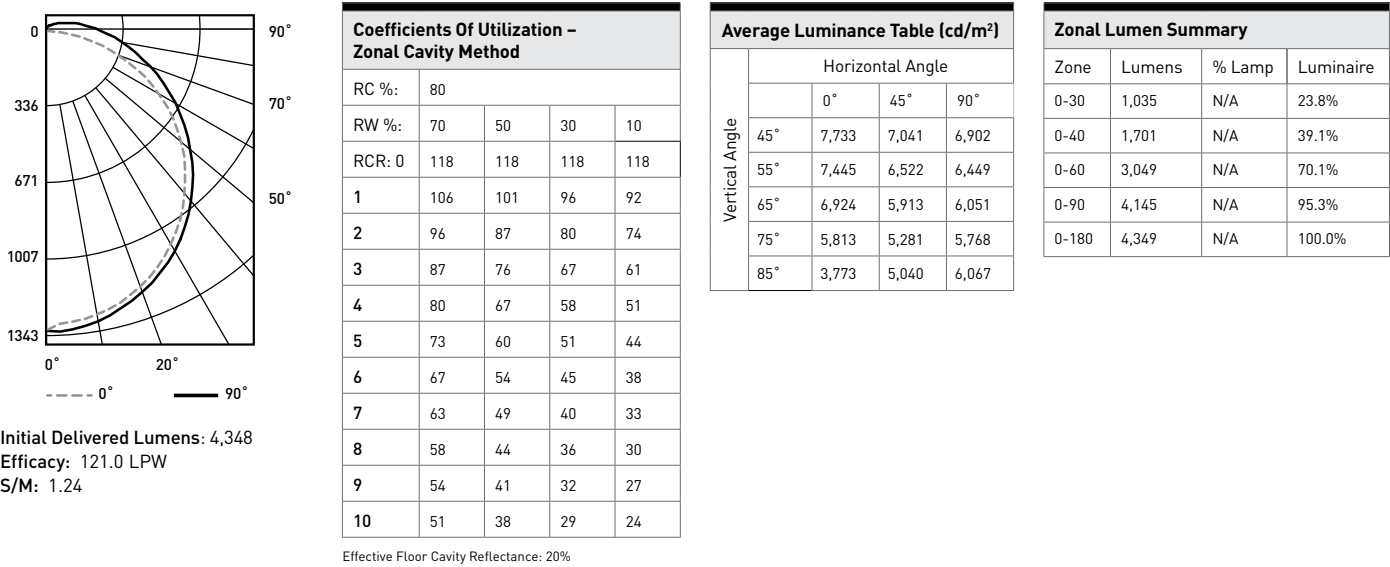 0
336
671
1007
1343
90˚
70˚
50˚
0˚ 20˚
0˚ 90˚
Initial Delivered Lumens: 4,348
Efficacy: 121.0 LPW
S/M: 1.24
Coefficients Of Utilization –
Zonal Cavity Method
RC %: 80
RW %: 70 50 30 10
RCR: 0 118 118 118 118
1 106 101 96 92
2 96 87 80 74
3 87 76 67 61
4 80 67 58 51
5 73 60 51 44
6 67 54 45 38
7 63 49 40 33
8 58 44 36 30
9 54 41 32 27
10 51 38 29 24
Effective Floor Cavity Reflectance: 20%
Average Luminance Table (cd/m²)
Horizontal Angle
0˚ 45˚ 90˚
Vertical Angle
45˚ 7,733 7,041 6,902
55˚ 7,445 6,522 6,449
65˚ 6,924 5,913 6,051
75˚ 5,813 5,281 5,768
85˚ 3,773 5,040 6,067
Zonal Lumen Summary
Zone Lumens % Lamp Luminaire
0-30 1,035 N/A 23.8%
0-40 1,701 N/A 39.1%
0-60 3,049 N/A 70.1%
0-90 4,145 N/A 95.3%
0-180 4,349 N/A 100.0%